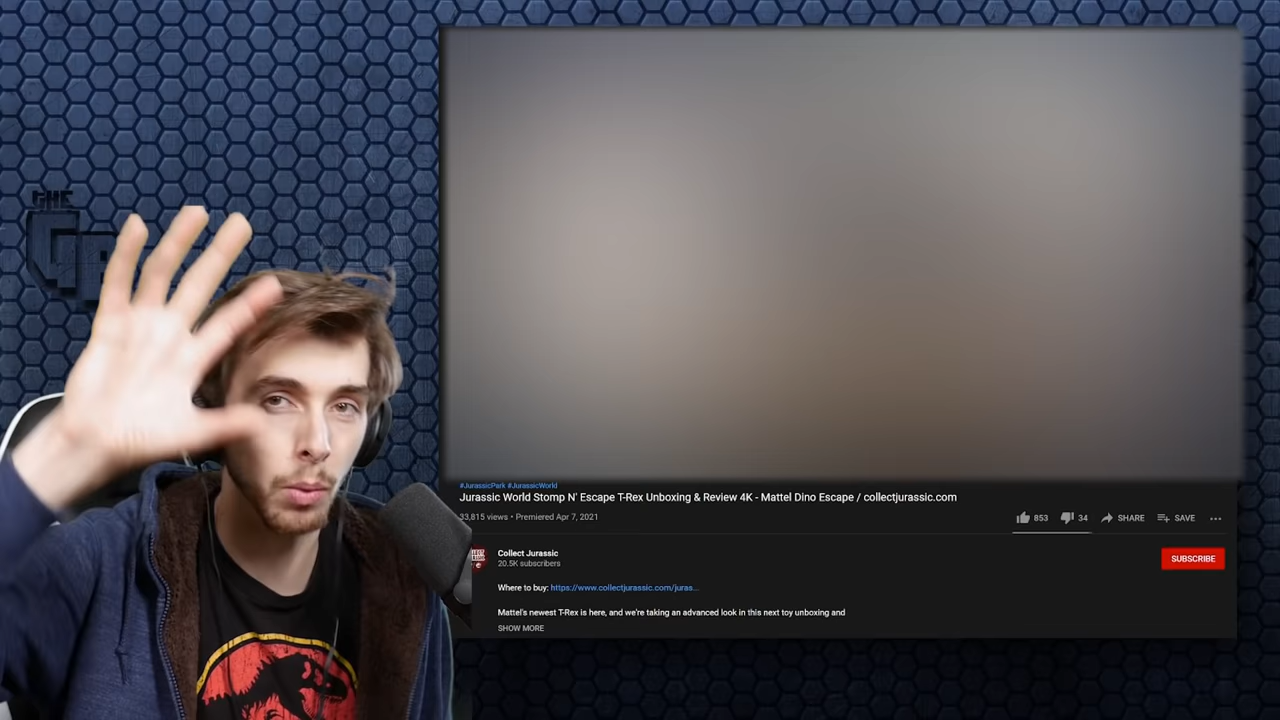 THE
#JurassicPark #JurassicWorld
Jurassic World Stomp N' Escape T-Rex Unboxing & Review 4K - Mattel Dino Escape / collectjurassic.com
33,815 views • Premiered Apr 7, 2021
853
34
SHARE
SAVE
Collect Jurassic
20.5K subscribers
SUBSCRIBE
Where to buy: https://www.collectjurassic.com/juras...
Mattel's newest T-Rex is here, and we're taking an advanced look in this next toy unboxing and
SHOW MORE